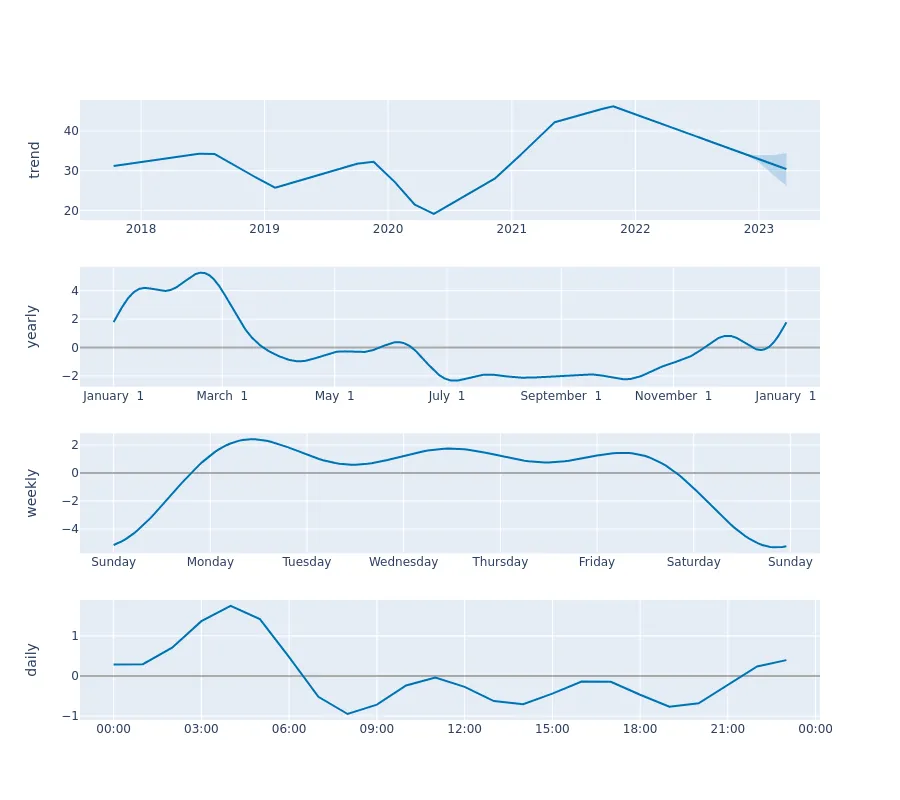 trend
40
30
20
2018 2019 2020 2021 2022 2023
yearly
4
2
0
−2
January 1 March 1 May 1 July 1 September 1 November 1 January 1
weekly
2
0
−2
−4
Sunday Monday Tuesday Wednesday Thursday Friday Saturday Sunday
daily
1
0
−1
00:00 03:00 06:00 09:00 12:00 15:00 18:00 21:00 00:00